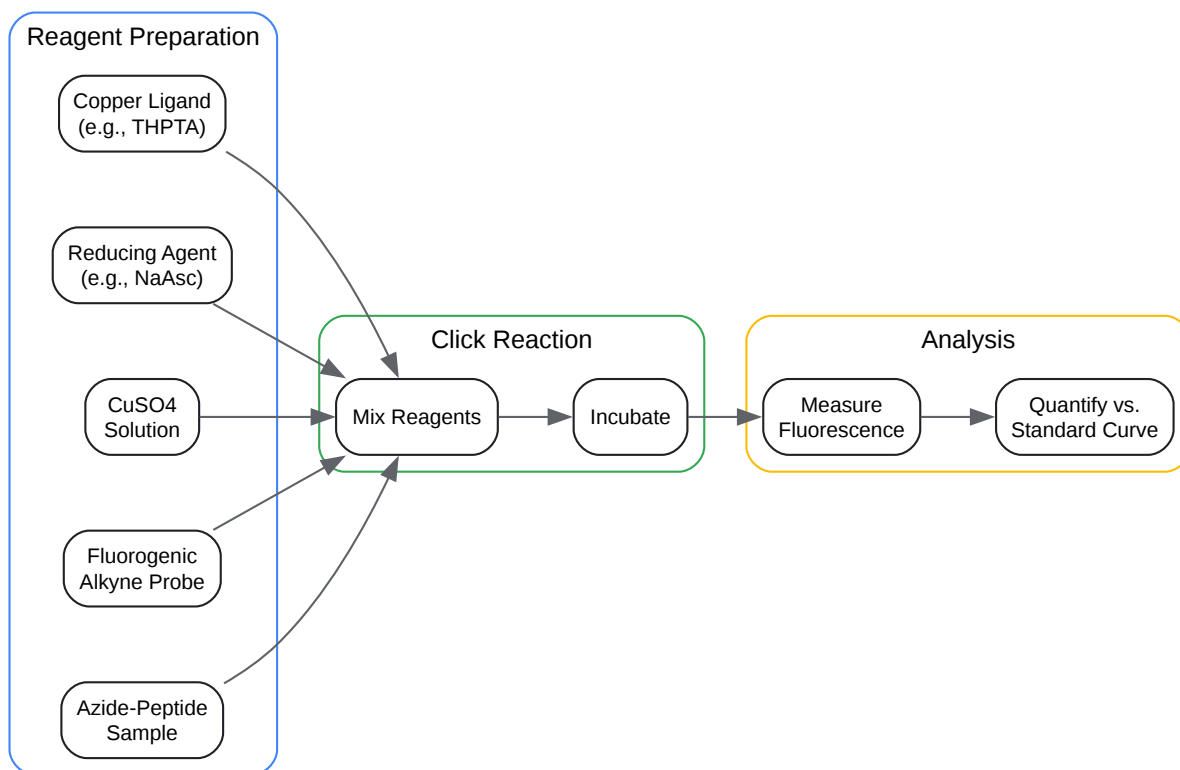 Reagent Preparation
Copper Ligand
(e.g., THPTA)
Reducing Agent
(e.g., NaAsc)
CuSO4
Solution
Fluorogenic
Alkyne Probe
Azide-Peptide
Sample
Click Reaction
Mix Reagents
Incubate
Analysis
Measure
Fluorescence
Quantify vs.
Standard Curve